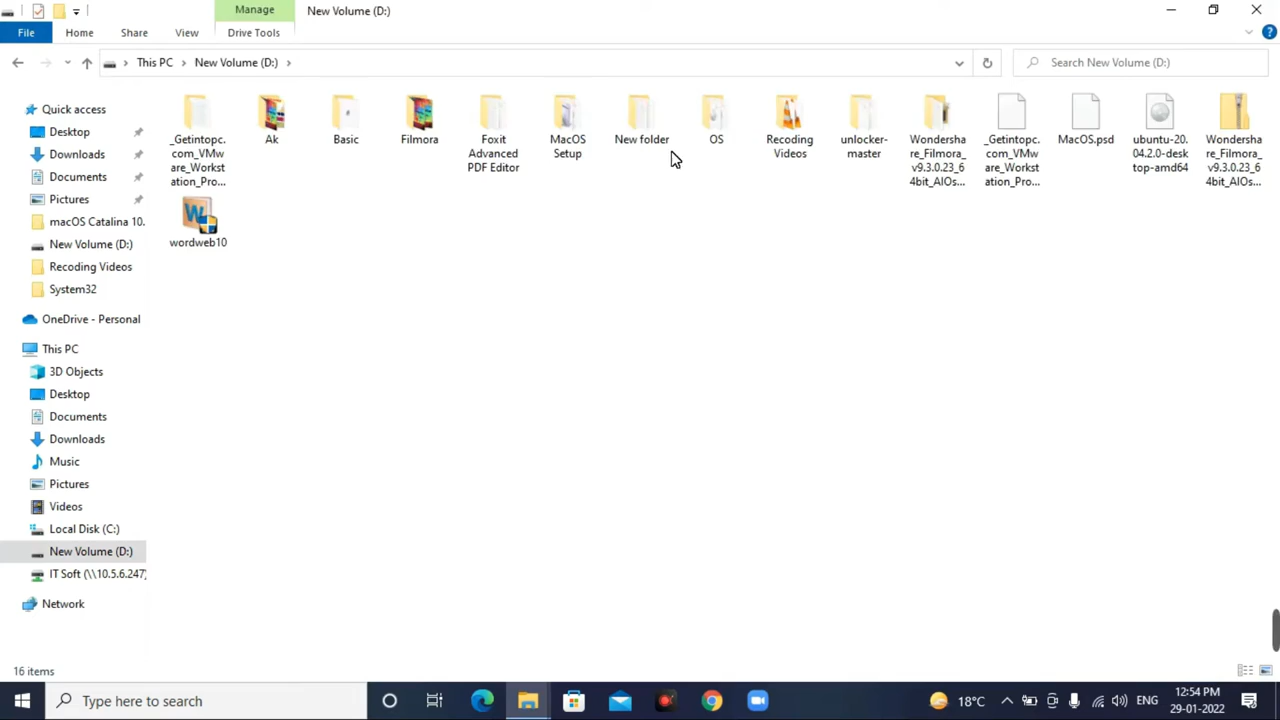 Manage
New Volume (D:)
File
Home
Share
View
Drive Tools
This PC
New Volume (D:)
Search New Volume (D:)
Quick access
Desktop
Downloads
Documents
Pictures
macOS Catalina 10.
New Volume (D:)
Recoding Videos
System32
OneDrive - Personal
This PC
3D Objects
Desktop
Documents
Downloads
Music
Pictures
Videos
Local Disk (C:)
New Volume (D:)
IT Soft (\\10.5.6.247)
Network
_Getintopc.
com_VMw
are_Workst
ation_Pro...
Ak
Basic
Filmora
Foxit
Advanced
PDF Editor
MacOS
Setup
New folder
OS
Recoding
Videos
unlocker-
master
Wondersha
re_Filmora_
v9.3.0.23_6
4bit_AIOs...
_Getintopc.
com_VMw
are_Workst
ation_Pro...
MacOS.psd
ubuntu-20.
04.2.0-desk
top-amd64
Wondersha
re_Filmora_
v9.3.0.23_6
4bit_AIOs...
wordweb10
16 items
Type here to search
18°C
ENG
12:54 PM
29-01-2022